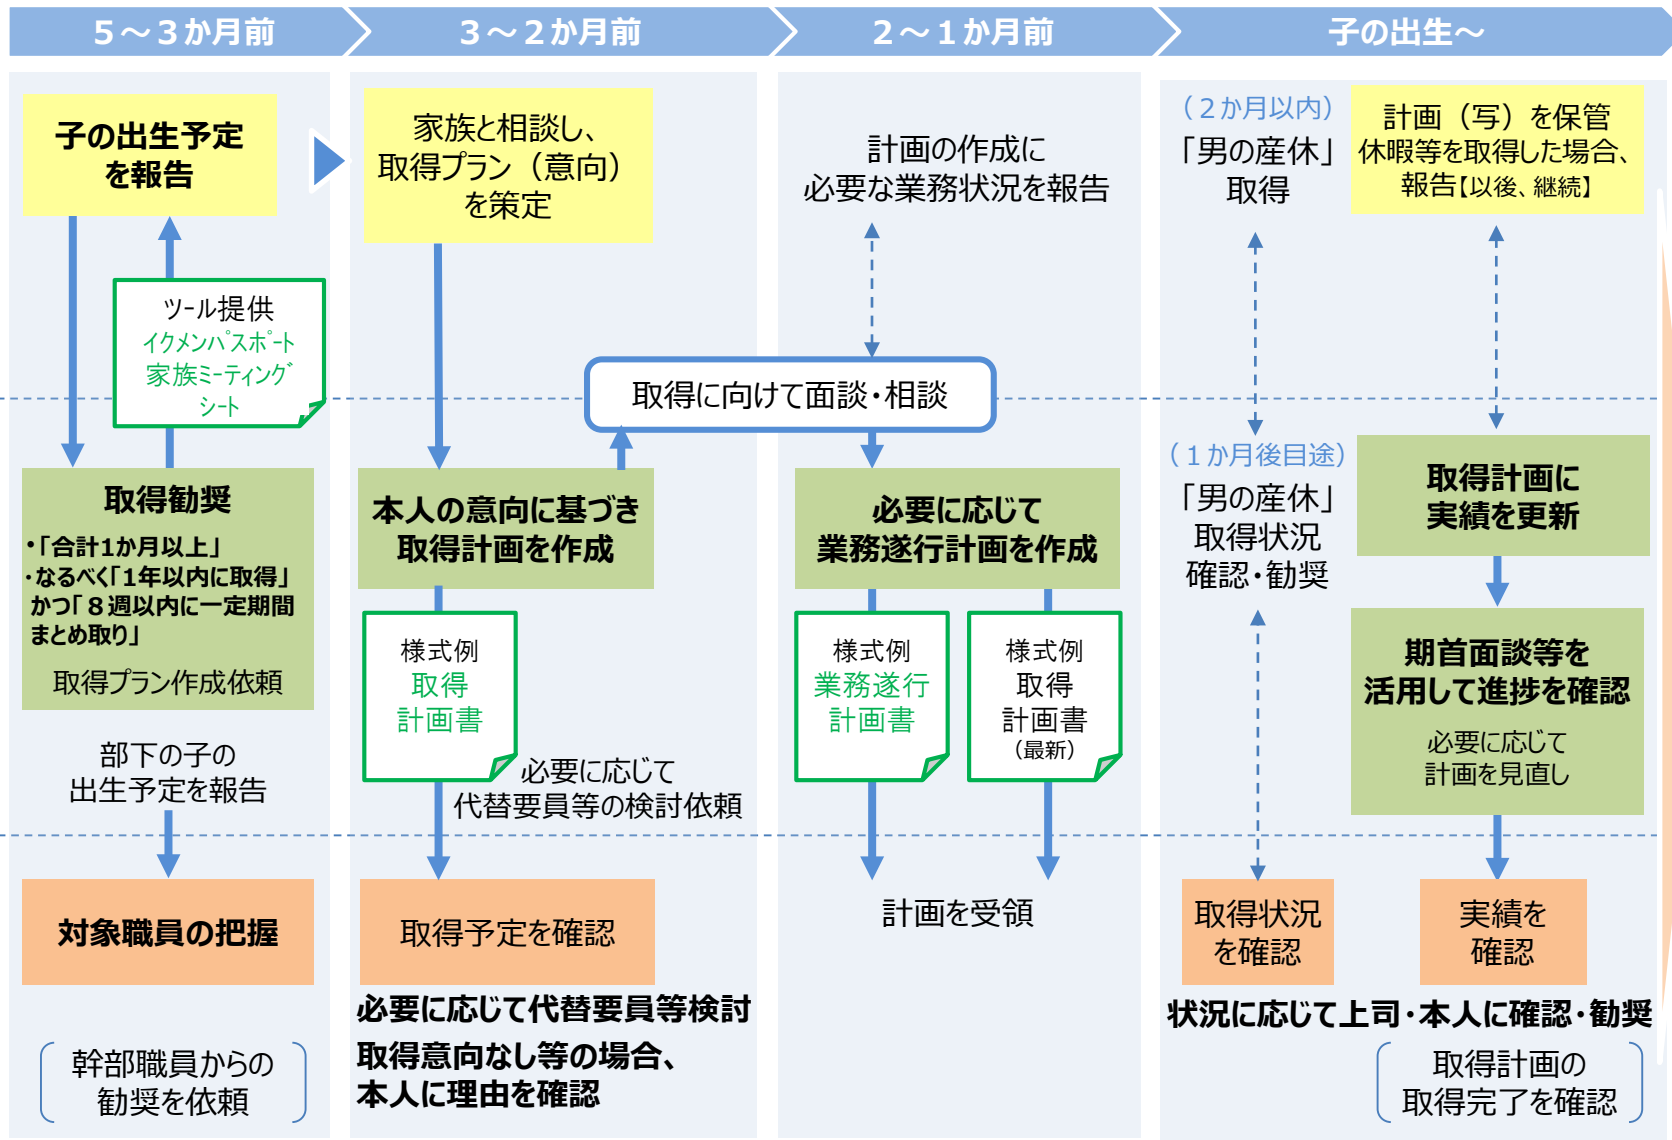 5～3か月前
3～2か月前
2～1か月前
子の出生～
子の出生予定
を報告
ツール提供
イクメンパスポート
家族ミーティング
シート
取得勧奨
・「合計1か月以上」
・なるべく「1年以内に取得」
かつ「8週以内に一定期間
まとめ取り」
取得プラン作成依頼
部下の子の
出生予定を報告
対象職員の把握
幹部職員からの
勧奨を依頼
家族と相談し、
取得プラン（意向）
を策定
本人の意向に基づき
取得計画を作成
様式例
取得
計画書
必要に応じて
代替要員等の検討依頼
取得予定を確認
必要に応じて代替要員等検討
取得意向なし等の場合、
本人に理由を確認
計画の作成に
必要な業務状況を報告
取得に向けて面談・相談
必要に応じて
業務遂行計画を作成
様式例
業務遂行
計画書
様式例
取得
計画書
（最新）
計画を受領
（２か月以内）
「男の産休」
取得
（１か月後目途）
「男の産休」
取得状況
確認・勧奨
取得状況
を確認
計画（写）を保管
休暇等を取得した場合、
報告【以後、継続】
取得計画に
実績を更新
期首面談等を
活用して進捗を確認
必要に応じて
計画を見直し
実績を
確認
状況に応じて上司・本人に確認・勧奨
取得計画の
取得完了を確認